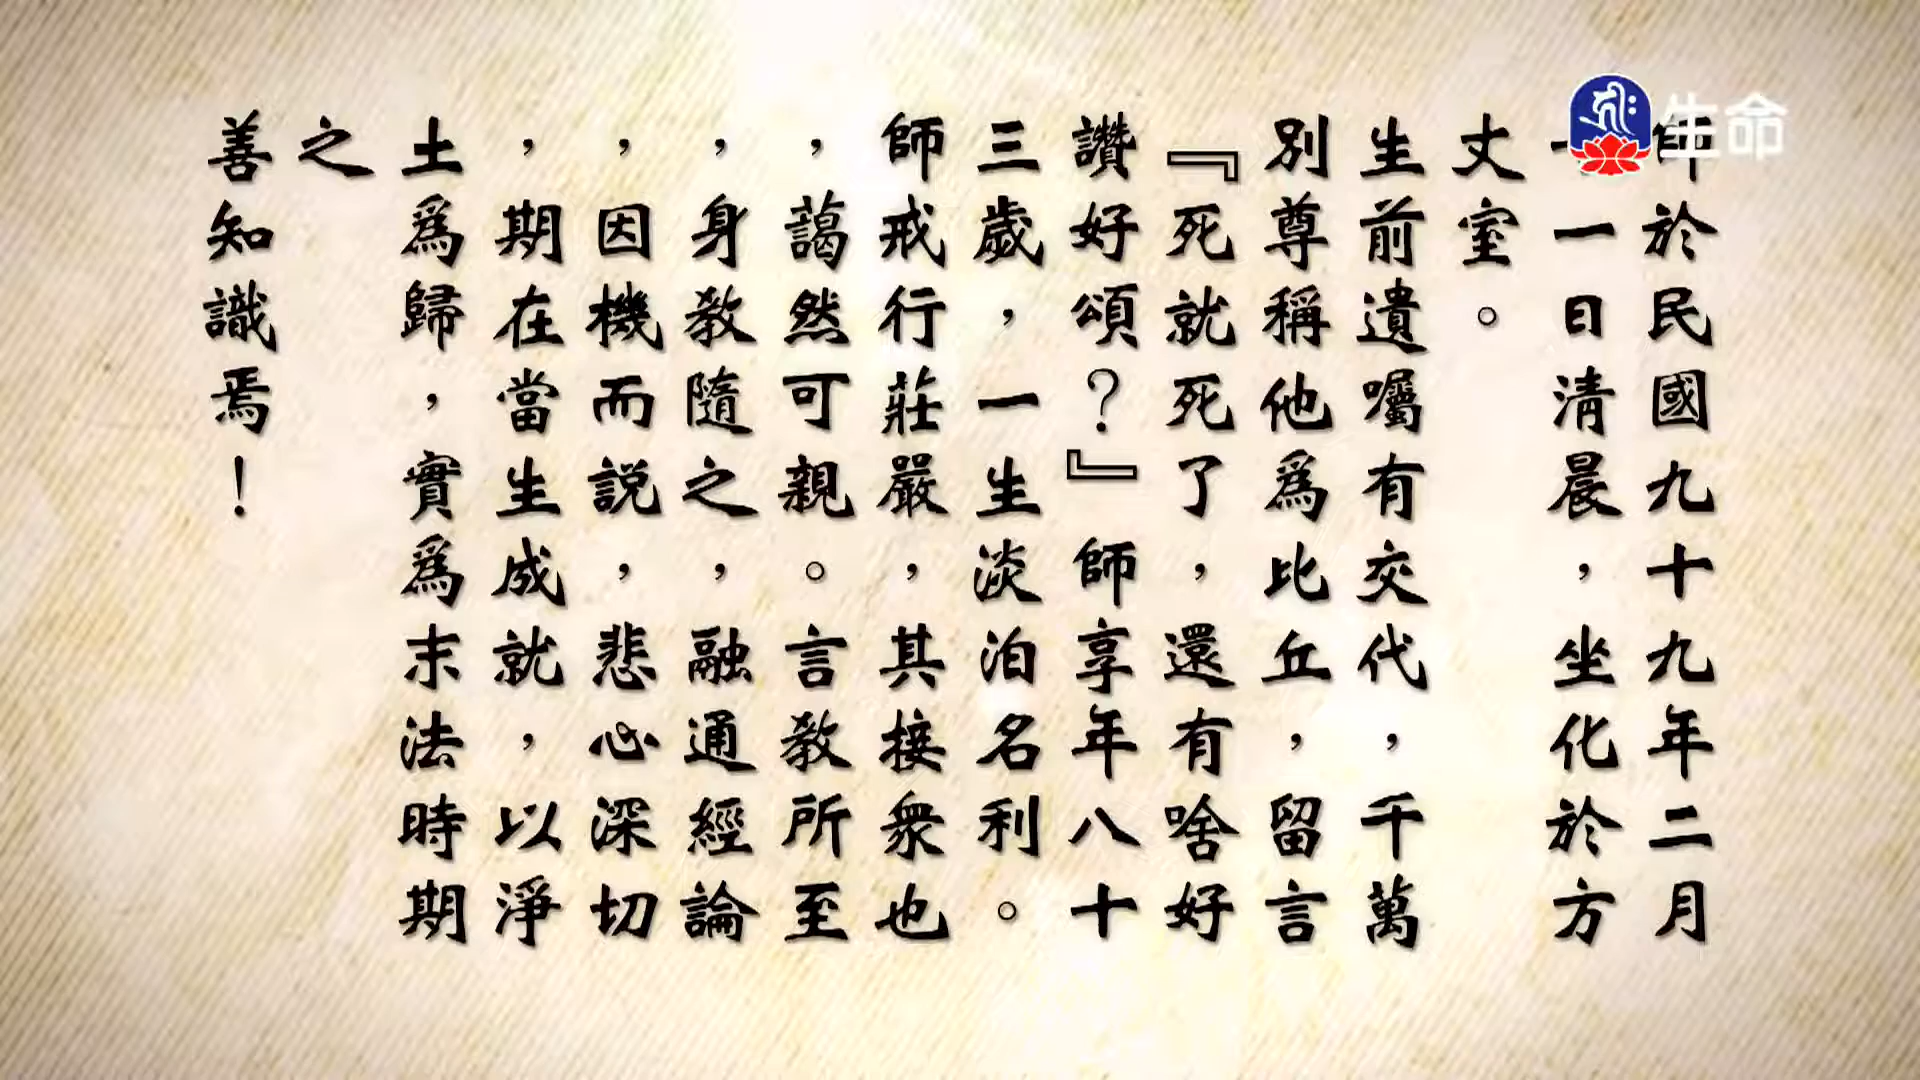 生命
師於民國九十九年二月
一日清晨，坐化於方
丈室。
生前遺囑有交代，千萬
別尊稱他爲比丘，留言
『死就死了，還有啥好
讚好頌？』師享年八十
三歲，一生淡泊名利。
師戒行莊嚴，其接衆也
，藹然可親。言教所至
，身教隨之，融通經論
，因機而説，悲心深切
，期在當生成就，以淨
土爲歸，實爲末法時期
之
善知識焉！